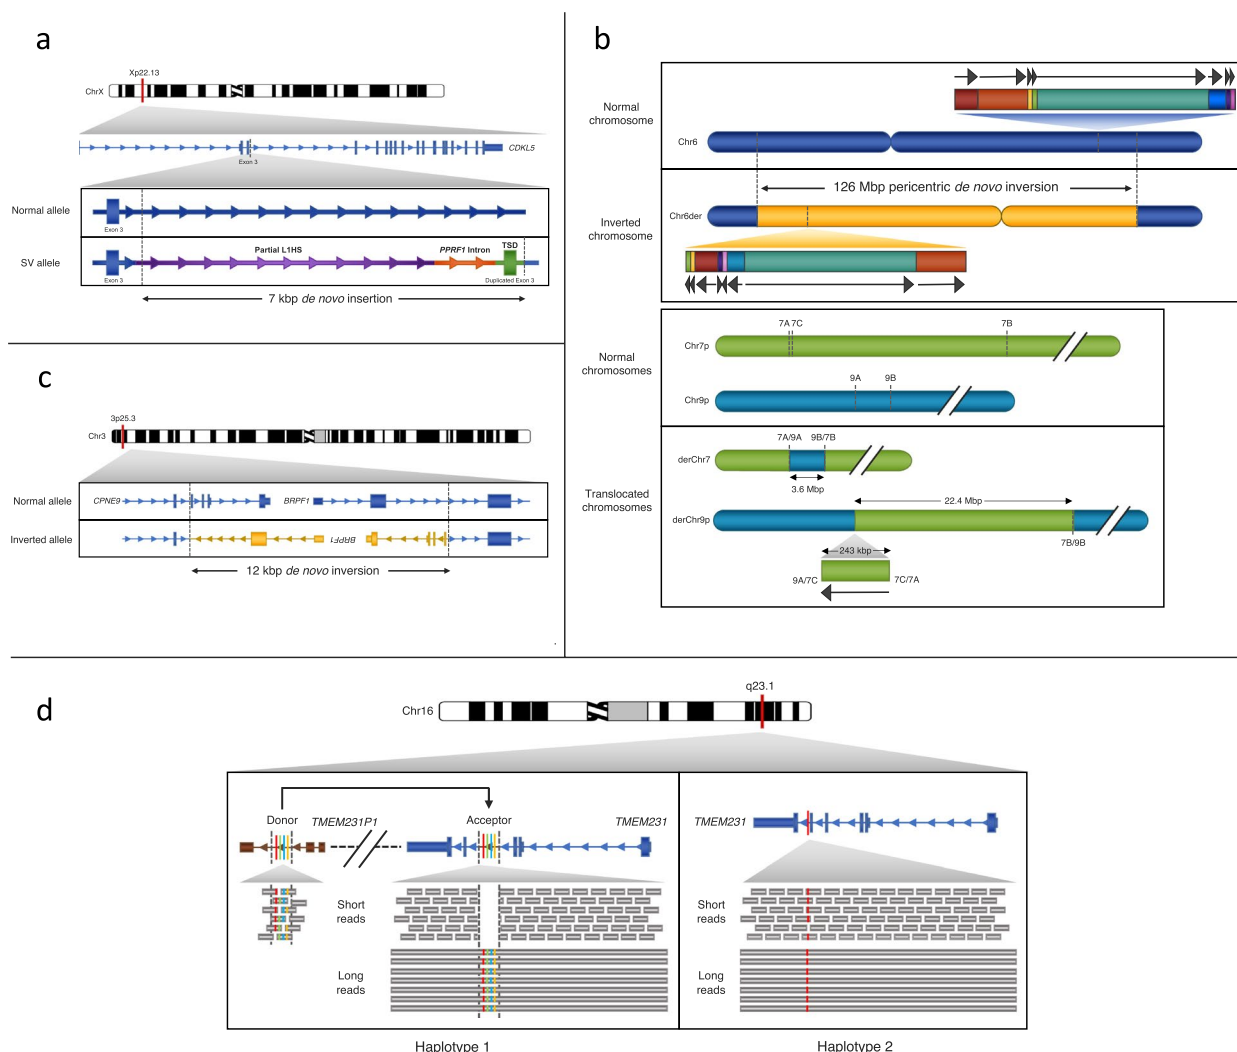 a
Xp22.13
ChrX
CDKL5
Exon 3
Normal allele
Exon 3
SV allele
Partial L1HS
PPRF1 Intron
TSD
Exon 3
Duplicated Exon 3
7 kbp de novo insertion
b
Normal
chromosome
Chr6
126 Mbp pericentric de novo inversion
Inverted
chromosome
Chr6der
Normal
chromosomes
7A 7C
7B
Chr7p
9A
9B
Chr9p
Translocated
chromosomes
7A/9A
9B/7B
derChr7
3.6 Mbp
22.4 Mbp
derChr9p
7B/9B
243 kbp
9A/7C
7C/7A
c
3p25.3
Chr3
Normal allele
CPNE9
BRPF1
Inverted allele
BRPF1
12 kbp de novo inversion
d
q23.1
Chr16
Donor
TMEM231P1
Acceptor
TMEM231
Short
reads
Long
reads
Haplotype 1
TMEM231
Short
reads
Long
reads
Haplotype 2